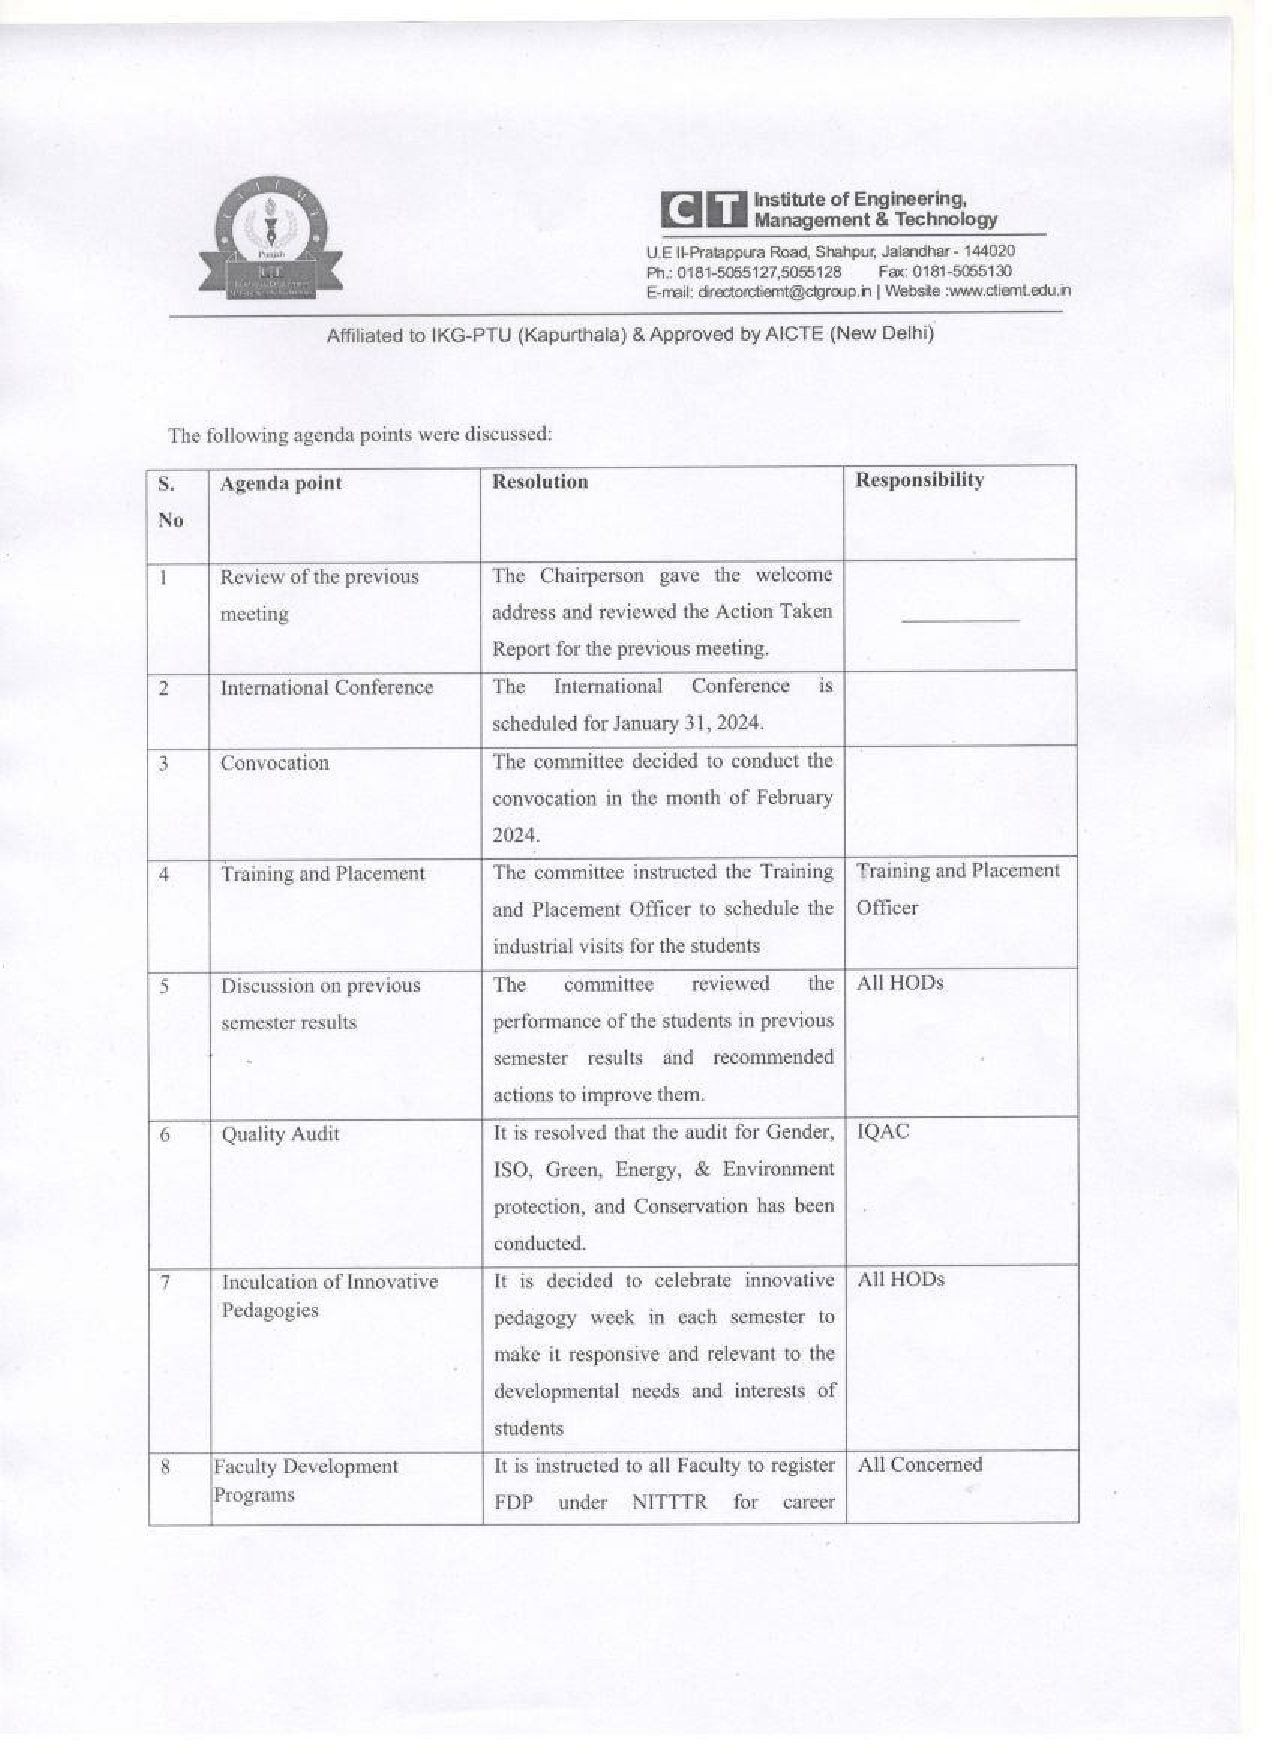 CTIEMT
Punjab
CT Institute of Engineering,
Management & Technology
U.E II-Pratappura Road, Shahpur, Jalandhar - 144020
Ph.: 0181-5055127,5055128 Fax: 0181-5055130
E-mail: directorctiemt@ctgroup.in | Website :www.ctiemt.edu.in
Affiliated to IKG-PTU (Kapurthala) & Approved by AICTE (New Delhi)
The following agenda points were discussed:
S. Agenda point Resolution Responsibility
No
1 Review of the previous The Chairperson gave the welcome
meeting address and reviewed the Action Taken
Report for the previous meeting.
2 International Conference The International Conference is
scheduled for January 31, 2024.
3 Convocation The committee decided to conduct the
convocation in the month of February
2024.
4 Training and Placement The committee instructed the Training Training and Placement
and Placement Officer to schedule the Officer
industrial visits for the students
5 Discussion on previous The committee reviewed the All HODs
semester results performance of the students in previous
semester results and recommended
actions to improve them.
6 Quality Audit It is resolved that the audit for Gender, IQAC
ISO, Green, Energy, & Environment
protection, and Conservation has been
conducted.
7 Inculcation of Innovative It is decided to celebrate innovative All HODs
Pedagogies pedagogy week in each semester to
make it responsive and relevant to the
developmental needs and interests of
students
8 Faculty Development It is instructed to all Faculty to register All Concerned
Programs FDP under NITTTR for career